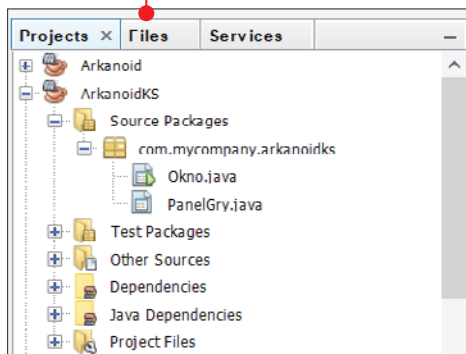 Projects × Files Services
Arkanoid
ArkanoidKS
Source Packages
com.mycompany.arkanoidks
Okno.java
PanelGry.java
Test Packages
Other Sources
Dependencies
Java Dependencies
Project Files